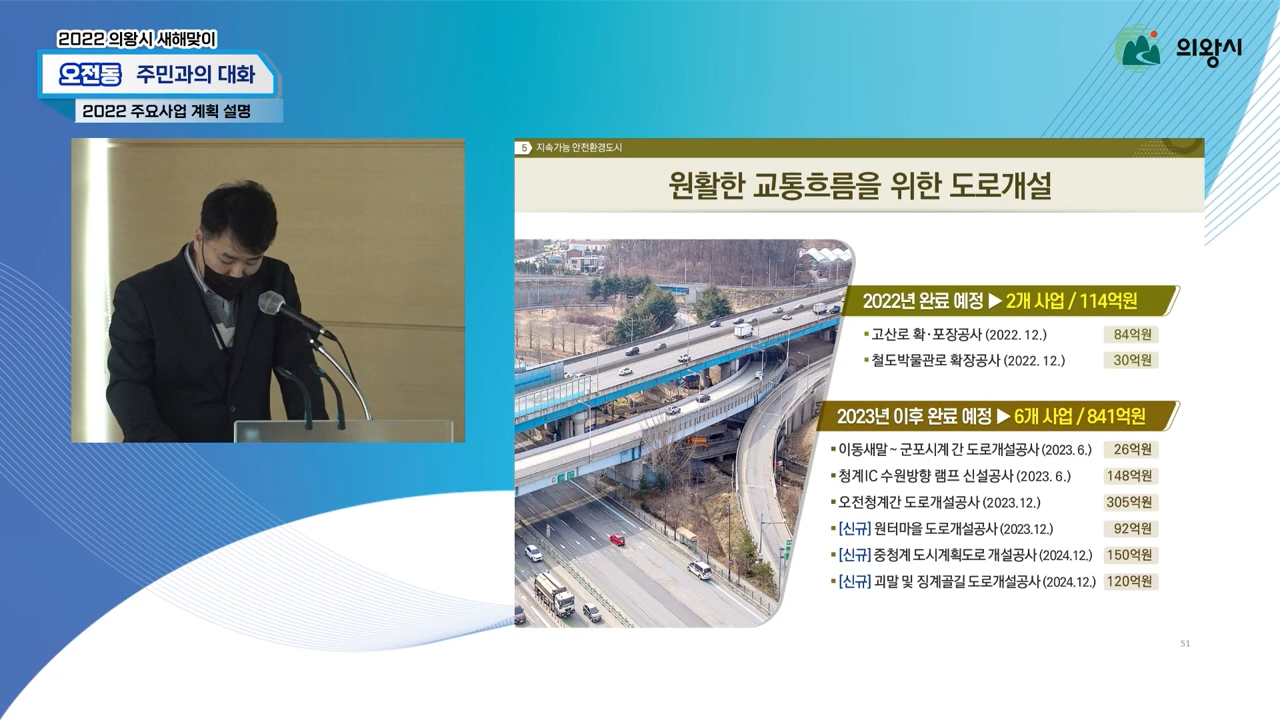 2022 의왕시 새해맞이
오전동 주민과의 대화
2022 주요사업 계획 설명
의왕시
5 지속가능 안전환경도시
원활한 교통흐름을 위한 도로개설
2022년 완료 예정 ▶ 2개 사업 / 114억원
▪ 고산로 확·포장공사 (2022. 12.) 84억원
▪ 철도박물관로 확장공사 (2022. 12.) 30억원
2023년 이후 완료 예정 ▶ 6개 사업 / 841억원
▪ 이동새말 ~ 군포시계 간 도로개설공사 (2023. 6.) 26억원
▪ 청계IC 수원방향 램프 신설공사 (2023. 6.) 148억원
▪ 오전청계간 도로개설공사 (2023.12.) 305억원
▪ [신규] 원터마을 도로개설공사 (2023.12.) 92억원
▪ [신규] 중청계 도시계획도로 개설공사 (2024.12.) 150억원
▪ [신규] 괴말 및 징계골길 도로개설공사 (2024.12.) 120억원
51